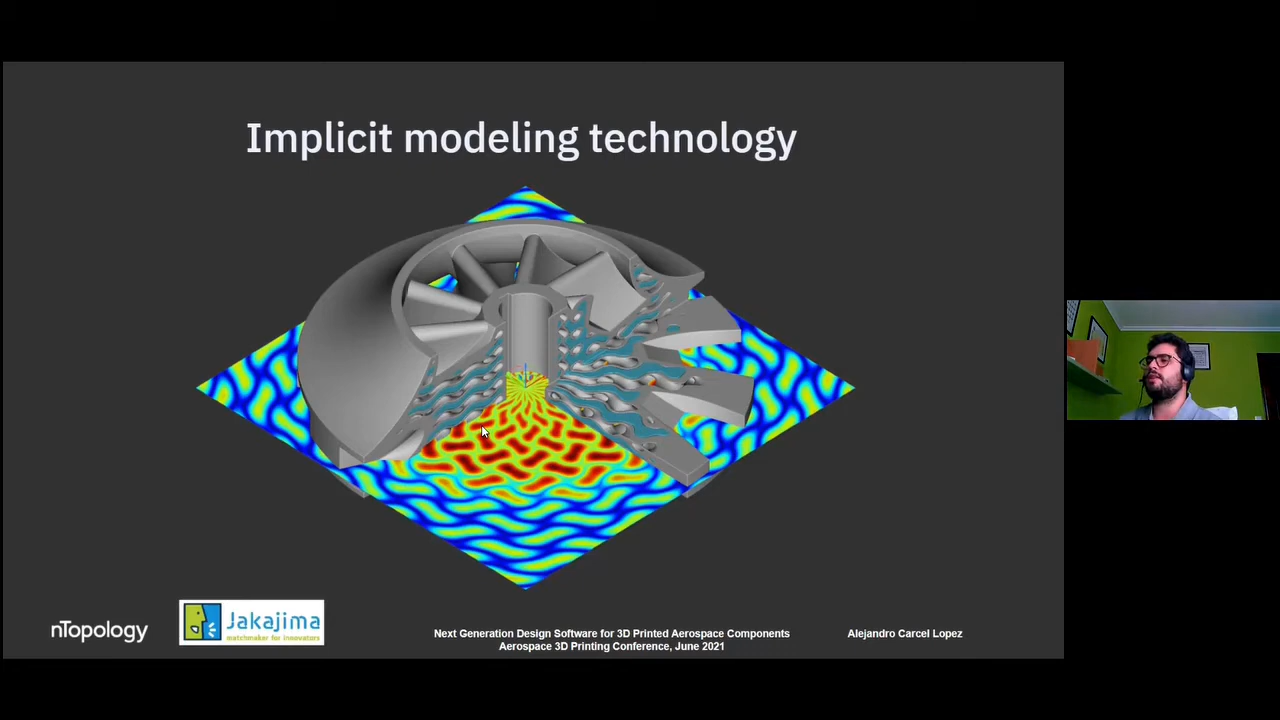 Implicit modeling technology
nTopology
Jakajima
matchmaker for innovators
Next Generation Design Software for 3D Printed Aerospace Components
Aerospace 3D Printing Conference, June 2021
Alejandro Carcel Lopez